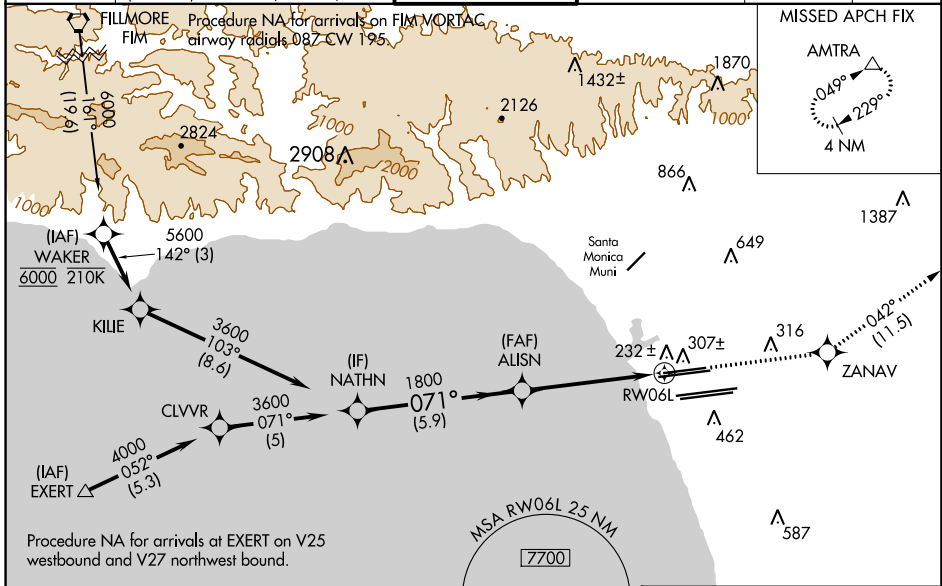 FILLMORE
FIM
Procedure NA for arrivals on FIM VORTAC
airway radials 087 CW 195.
MISSED APCH FIX
AMTRA
049°
229°
4 NM
6000
161°
(19.9)
1432±
1870
1000
2126
1000
2824
2908
2000
866
1387
1000
(IAF)
WAKER
6000 210K
5600
142° (3)
Santa
Monica
Muni
649
KILIE
3600
103°
(8.6)
042°
(11.5)
(FAF)
ALISN
232±
307±
316
ZANAV
(IF)
NATHN
1800
071°
(5.9)
RW06L
CLVVR
3600
071°
(5)
462
4000
052°
(5.3)
(IAF)
EXERT
587
MSA RW06L 25 NM
7700
Procedure NA for arrivals at EXERT on V25
westbound and V27 northwest bound.